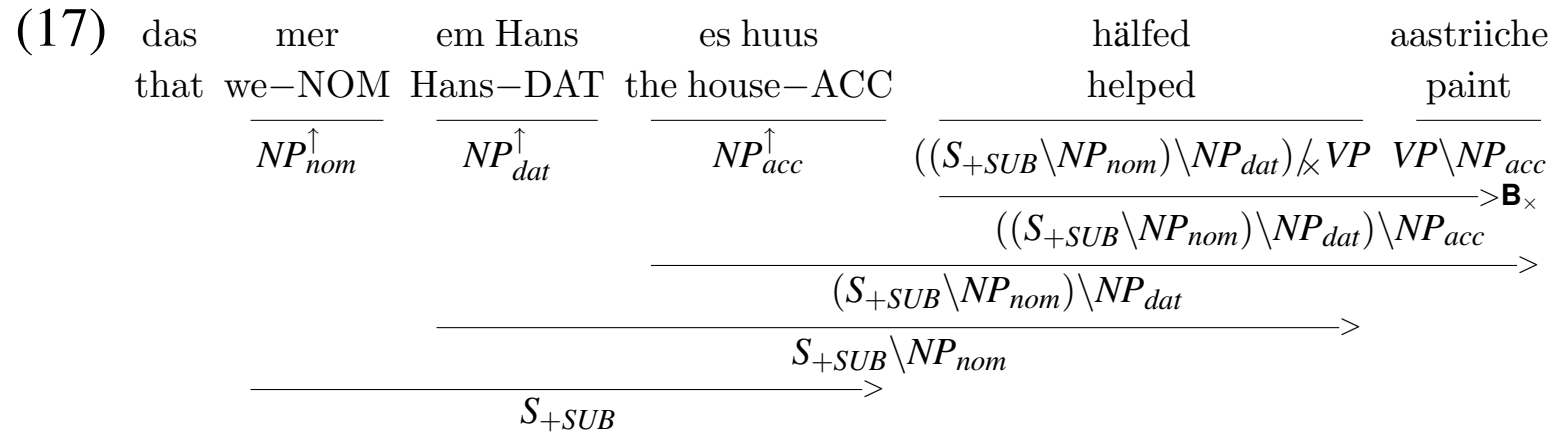 (17) das mer em Hans es huus hälfed aastriiche
that we−NOM Hans−DAT the house−ACC helped paint
NP↑nom NP↑dat NP↑acc ((S+SUB\NPnom)\NPdat)/×VP VP\NPacc
>B×
((S+SUB\NPnom)\NPdat)\NPacc
>
(S+SUB\NPnom)\NPdat
>
S+SUB\NPnom
>
S+SUB